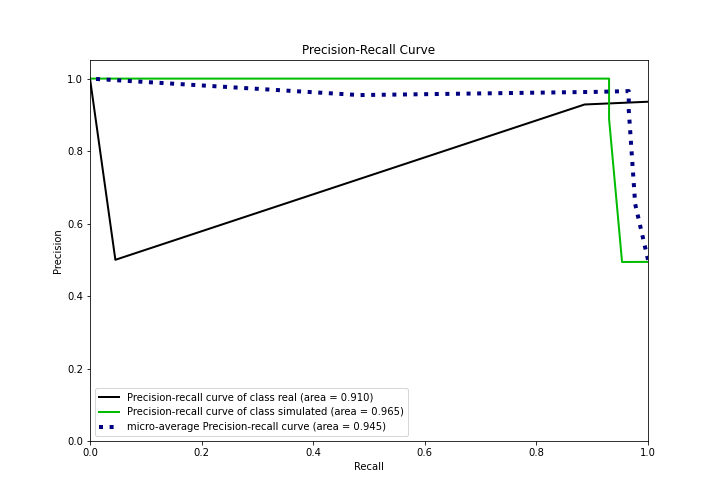 Precision-Recall Curve
1.0
0.8
0.6
0.4
0.2
0.0
Precision
Precision-recall curve of class real (area = 0.910)
Precision-recall curve of class simulated (area = 0.965)
micro-average Precision-recall curve (area = 0.945)
0.0 0.2 0.4 0.6 0.8 1.0
Recall